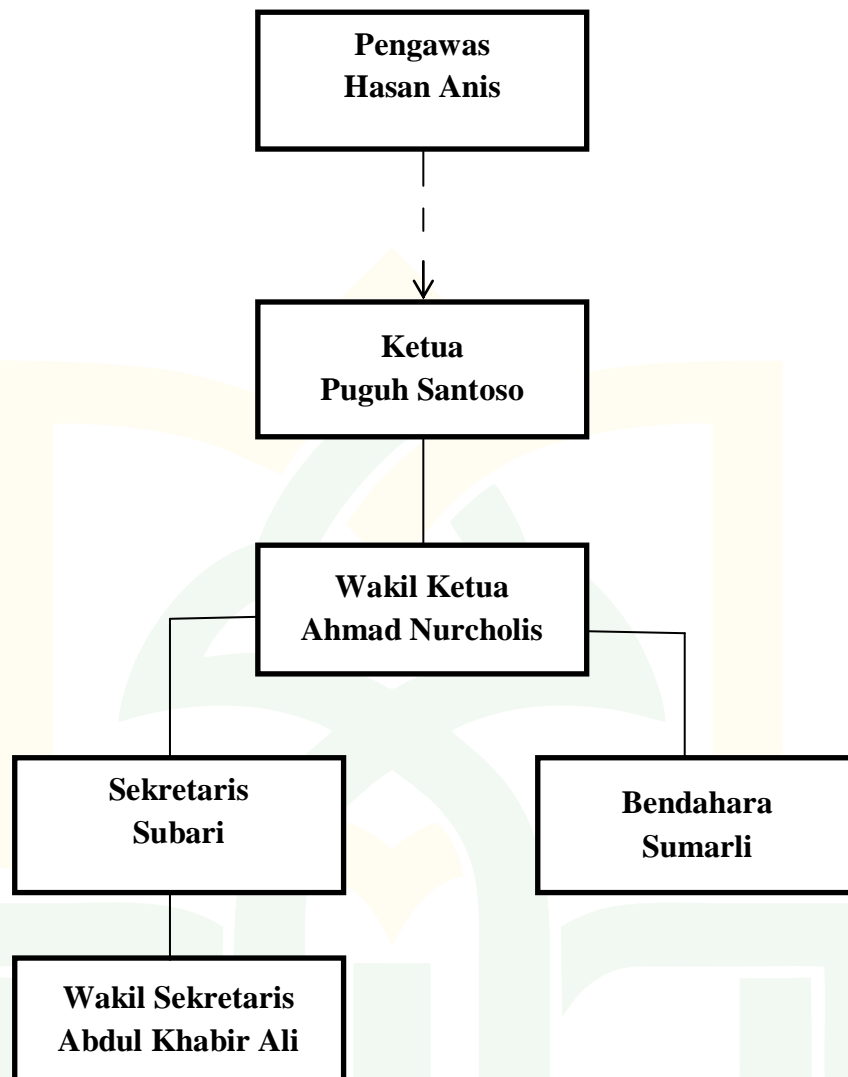 Pengawas
Hasan Anis
Ketua
Puguh Santoso
Wakil Ketua
Ahmad Nurcholis
Sekretaris
Subari
Bendahara
Sumarli
Wakil Sekretaris
Abdul Khabir Ali